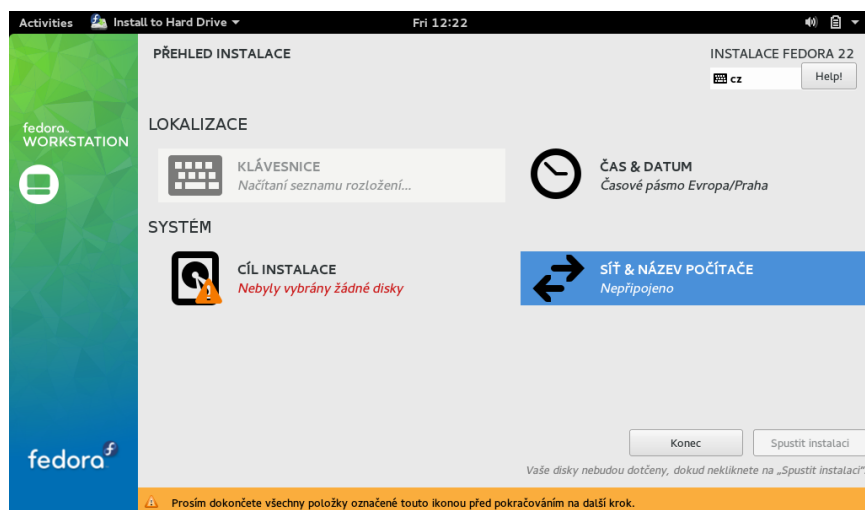 Activities Install to Hard Drive Fri 12:22
PŘEHLED INSTALACE
INSTALACE FEDORA 22
cz Help!
fedora
WORKSTATION
LOKALIZACE
KLÁVESNICE
Načítaní seznamu rozložení...
ČAS & DATUM
Časové pásmo Evropa/Praha
SYSTÉM
CÍL INSTALACE
Nebyly vybrány žádné disky
SÍŤ & NÁZEV POČÍTAČE
Nepřipojeno
fedora
Konec Spustit instalaci
Vaše disky nebudou dotčeny, dokud nekliknete na „Spustit instalaci“.
Prosím dokončete všechny položky označené touto ikonou před pokračováním na další krok.